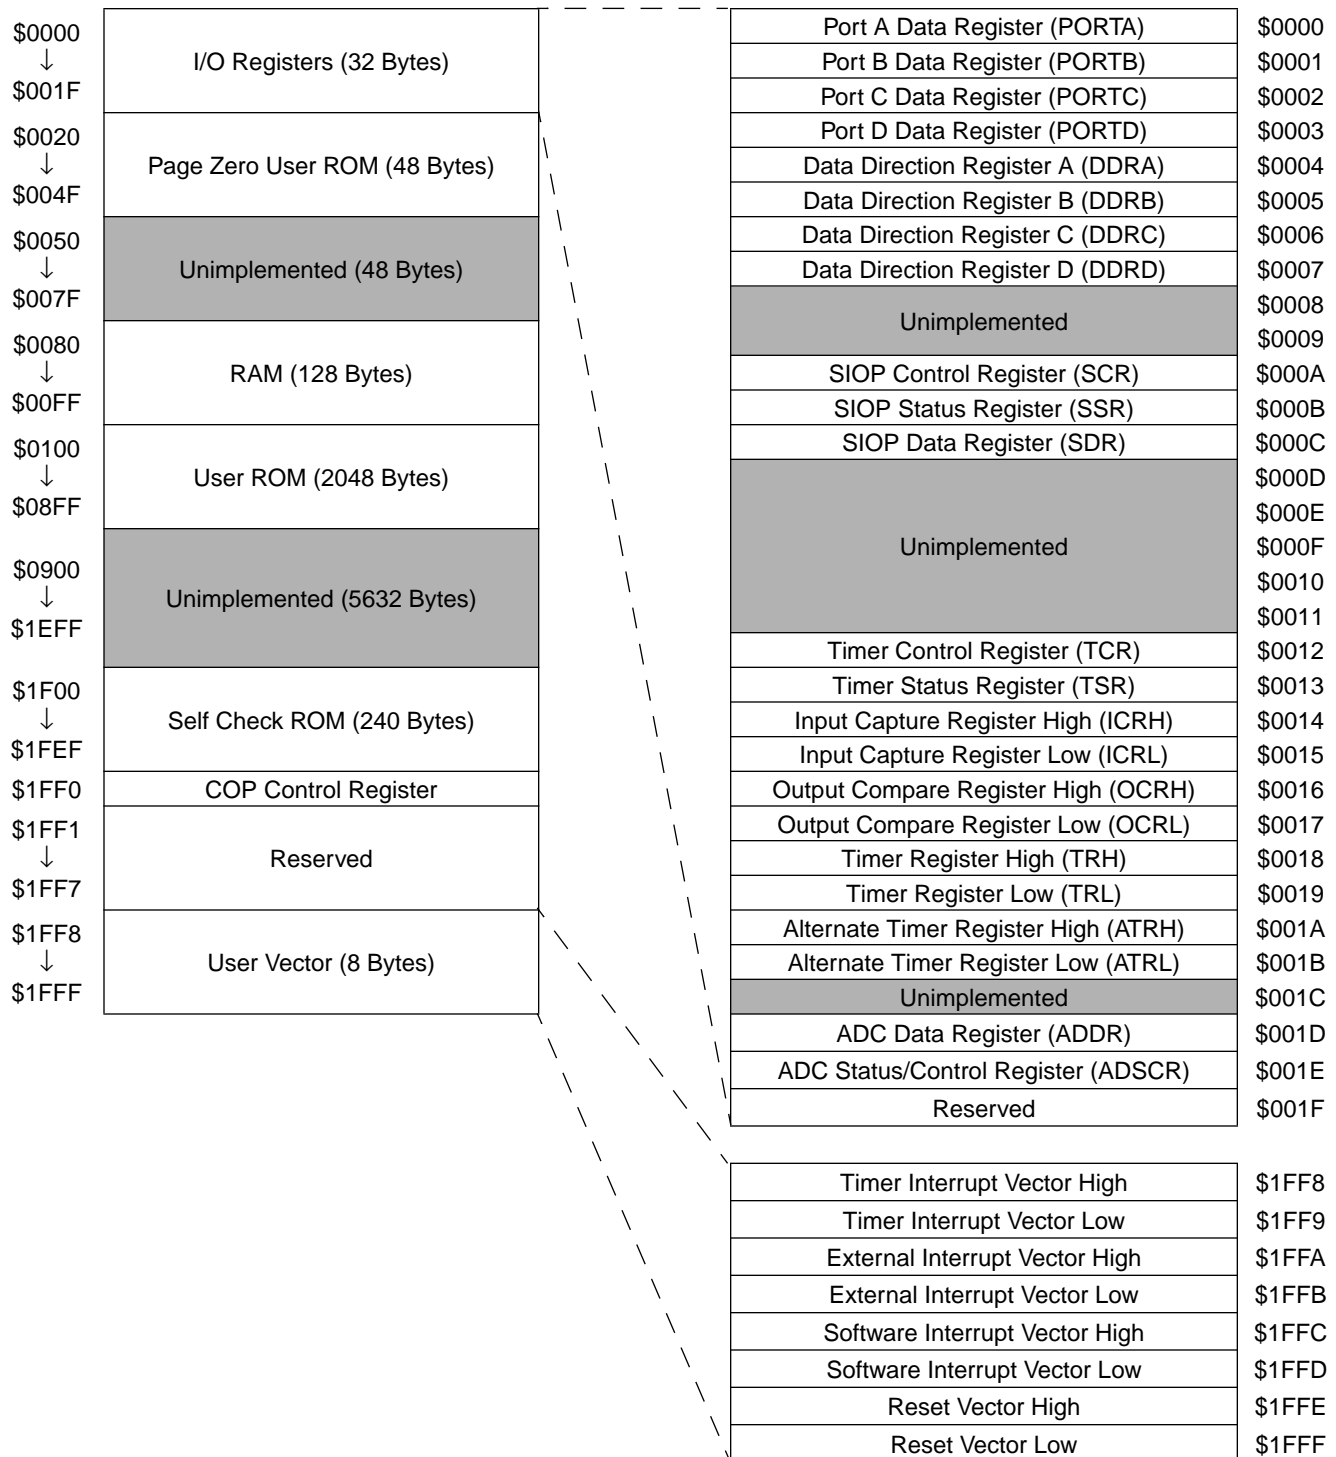 $0000
↓
$001F
I/O Registers (32 Bytes)
$0020
↓
$004F
Page Zero User ROM (48 Bytes)
$0050
↓
$007F
Unimplemented (48 Bytes)
$0080
↓
$00FF
RAM (128 Bytes)
$0100
↓
$08FF
User ROM (2048 Bytes)
$0900
↓
$1EFF
Unimplemented (5632 Bytes)
$1F00
↓
$1FEF
Self Check ROM (240 Bytes)
$1FF0
COP Control Register
$1FF1
↓
$1FF7
Reserved
$1FF8
↓
$1FFF
User Vector (8 Bytes)
Port A Data Register (PORTA) $0000
Port B Data Register (PORTB) $0001
Port C Data Register (PORTC) $0002
Port D Data Register (PORTD) $0003
Data Direction Register A (DDRA) $0004
Data Direction Register B (DDRB) $0005
Data Direction Register C (DDRC) $0006
Data Direction Register D (DDRD) $0007
Unimplemented
$0008
$0009
SIOP Control Register (SCR) $000A
SIOP Status Register (SSR) $000B
SIOP Data Register (SDR) $000C
Unimplemented
$000D
$000E
$000F
$0010
$0011
Timer Control Register (TCR) $0012
Timer Status Register (TSR) $0013
Input Capture Register High (ICRH) $0014
Input Capture Register Low (ICRL) $0015
Output Compare Register High (OCRH) $0016
Output Compare Register Low (OCRL) $0017
Timer Register High (TRH) $0018
Timer Register Low (TRL) $0019
Alternate Timer Register High (ATRH) $001A
Alternate Timer Register Low (ATRL) $001B
Unimplemented $001C
ADC Data Register (ADDR) $001D
ADC Status/Control Register (ADSCR) $001E
Reserved $001F
Timer Interrupt Vector High $1FF8
Timer Interrupt Vector Low $1FF9
External Interrupt Vector High $1FFA
External Interrupt Vector Low $1FFB
Software Interrupt Vector High $1FFC
Software Interrupt Vector Low $1FFD
Reset Vector High $1FFE
Reset Vector Low $1FFF